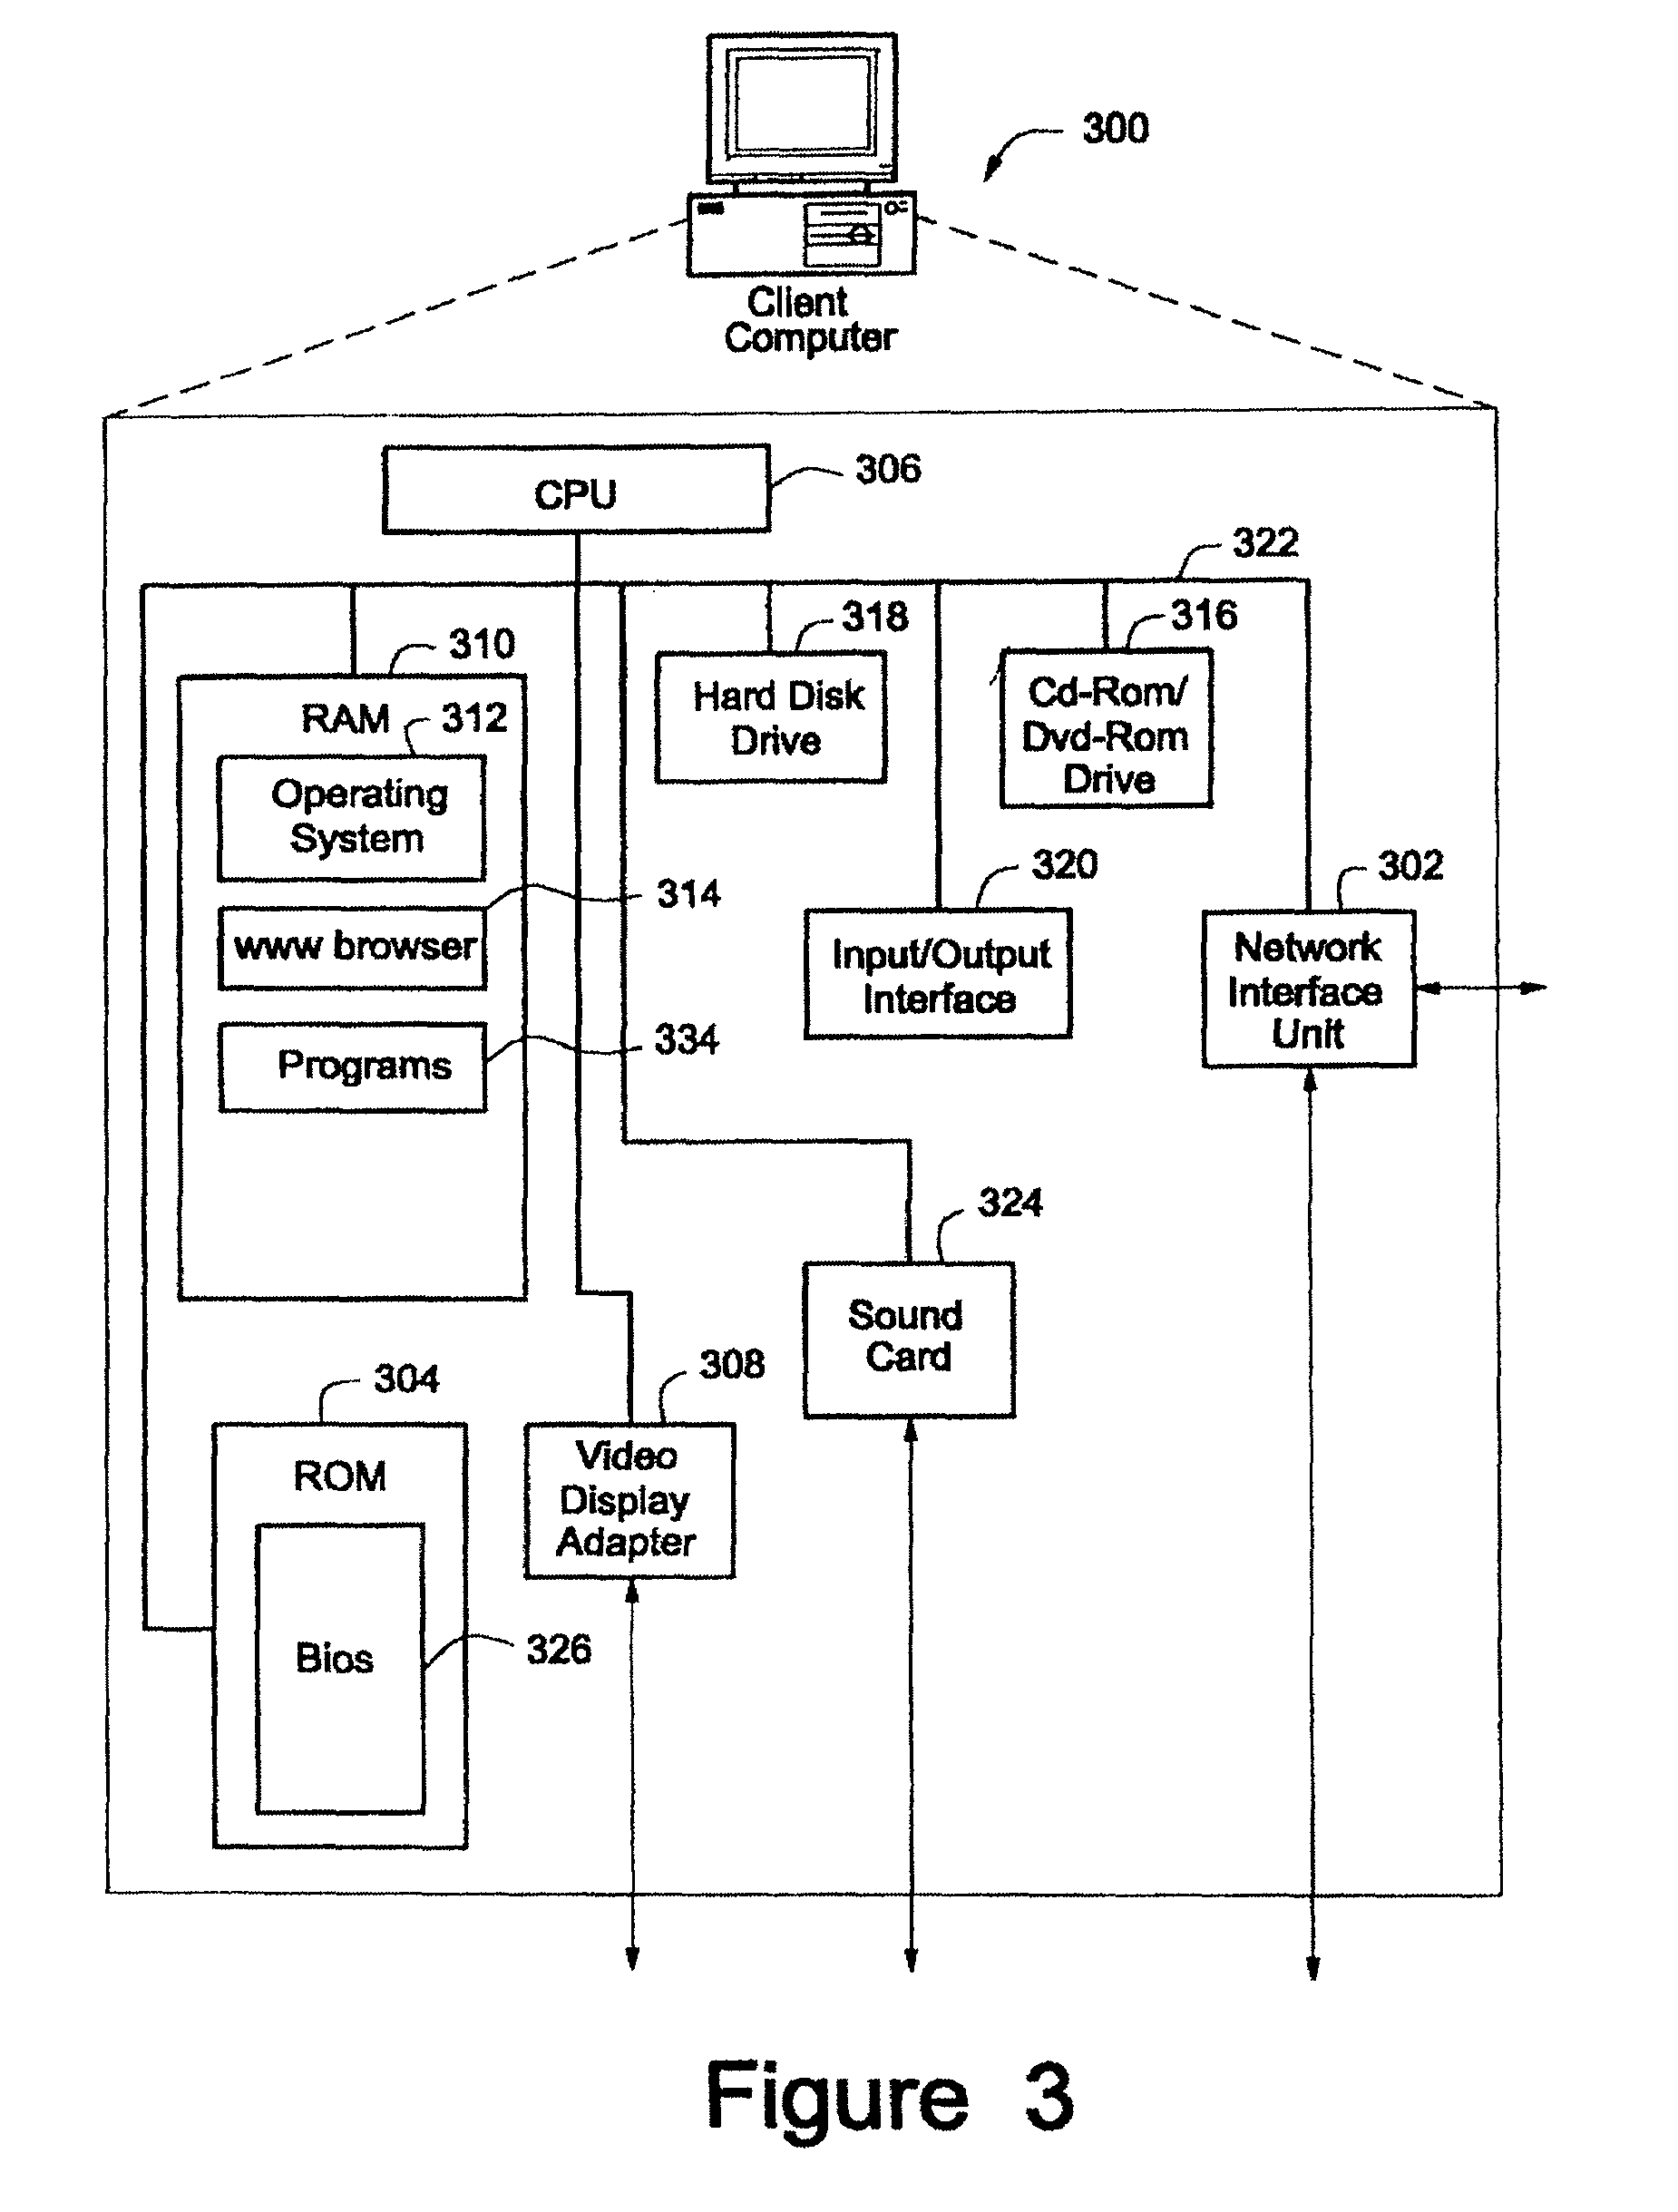 300
Client
Computer
CPU
306
322
310
318
316
RAM
312
Hard Disk
Drive
Cd-Rom/
Dvd-Rom
Drive
Operating
System
314
320
302
www browser
Input/Output
Interface
Network
Interface
Unit
Programs
334
324
Sound
Card
304
308
ROM
Video
Display
Adapter
Bios
326
Figure 3